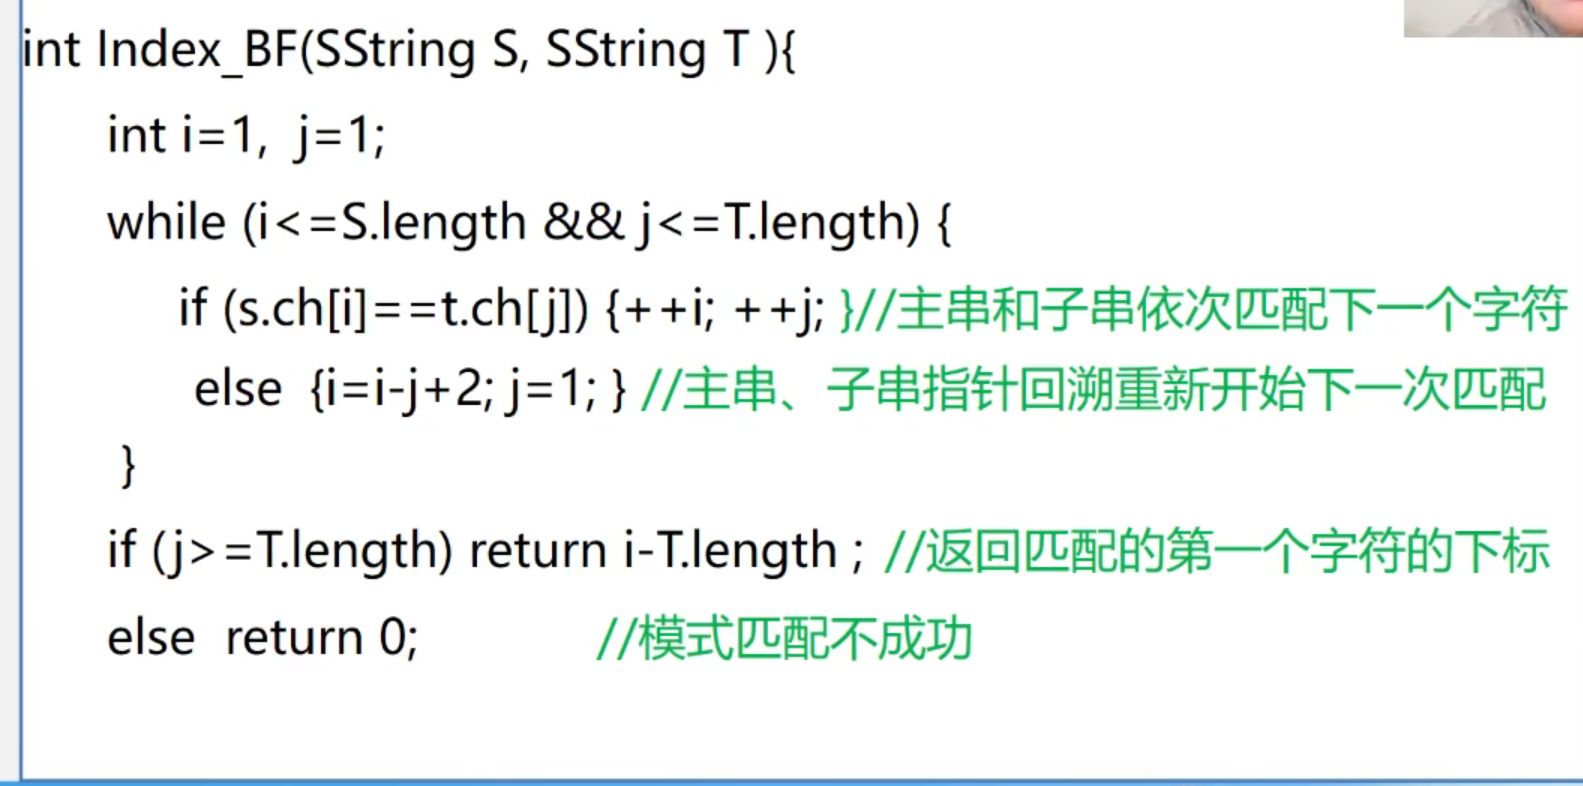 int Index_BF(SString S, SString T ){
int i=1, j=1;
while (i<=S.length && j<=T.length) {
if (s.ch[i]==t.ch[j]) {++i; ++j; }//主串和子串依次匹配下一个字符
else {i=i-j+2; j=1; } //主串、子串指针回溯重新开始下一次匹配
}
if (j>=T.length) return i-T.length ; //返回匹配的第一个字符的下标
else return 0; //模式匹配不成功